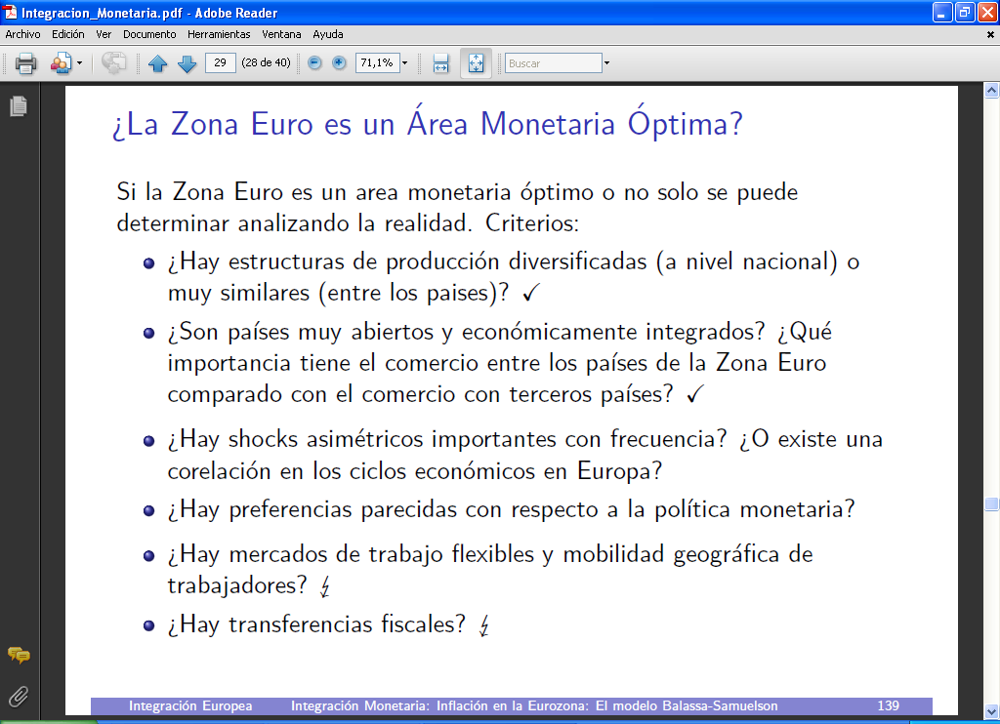 Integracion_Monetaria.pdf - Adobe Reader
Archivo Edición Ver Documento Herramientas Ventana Ayuda
29 (28 de 40) 71,1% Buscar
¿La Zona Euro es un Área Monetaria Óptima?
Si la Zona Euro es un area monetaria óptimo o no solo se puede
determinar analizando la realidad. Criterios:
¿Hay estructuras de producción diversificadas (a nivel nacional) o
muy similares (entre los paises)? ✓
¿Son países muy abiertos y económicamente integrados? ¿Qué
importancia tiene el comercio entre los países de la Zona Euro
comparado con el comercio con terceros países? ✓
¿Hay shocks asimétricos importantes con frecuencia? ¿O existe una
corelación en los ciclos económicos en Europa?
¿Hay preferencias parecidas con respecto a la política monetaria?
¿Hay mercados de trabajo flexibles y mobilidad geográfica de
trabajadores? ↯
¿Hay transferencias fiscales? ↯
Integración Europea Integración Monetaria: Inflación en la Eurozona: El modelo Balassa-Samuelson 139